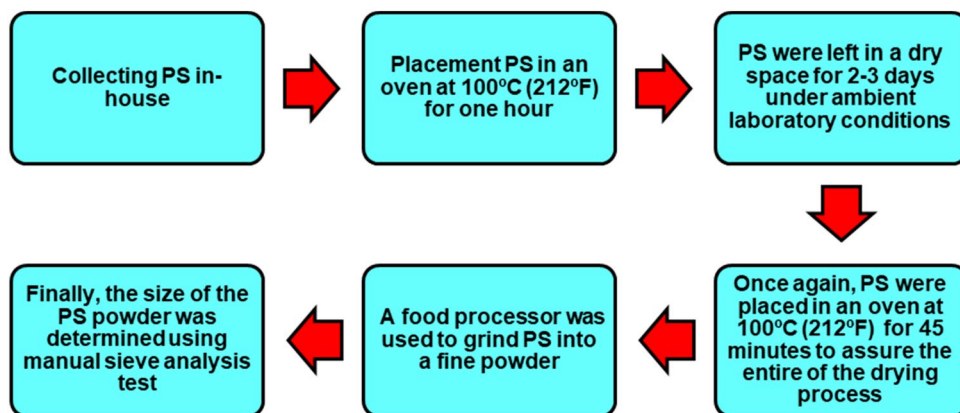 Collecting PS in-
house
Placement PS in an
oven at 100ºC (212ºF)
for one hour
PS were left in a dry
space for 2-3 days
under ambient
laboratory conditions
Once again, PS were
placed in an oven at
100ºC (212ºF) for 45
minutes to assure the
entire of the drying
process
A food processor was
used to grind PS into
a fine powder
Finally, the size of the
PS powder was
determined using
manual sieve analysis
test